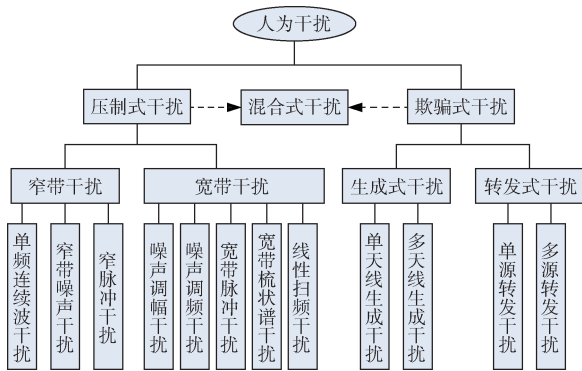 人为干扰
压制式干扰
混合式干扰
欺骗式干扰
窄带干扰
宽带干扰
生成式干扰
转发式干扰
单频连续波干扰
窄带噪声干扰
窄脉冲干扰
噪声调幅干扰
噪声调频干扰
宽带脉冲干扰
宽带梳状谱干扰
线性扫频干扰
单天线生成干扰
多天线生成干扰
单源转发干扰
多源转发干扰